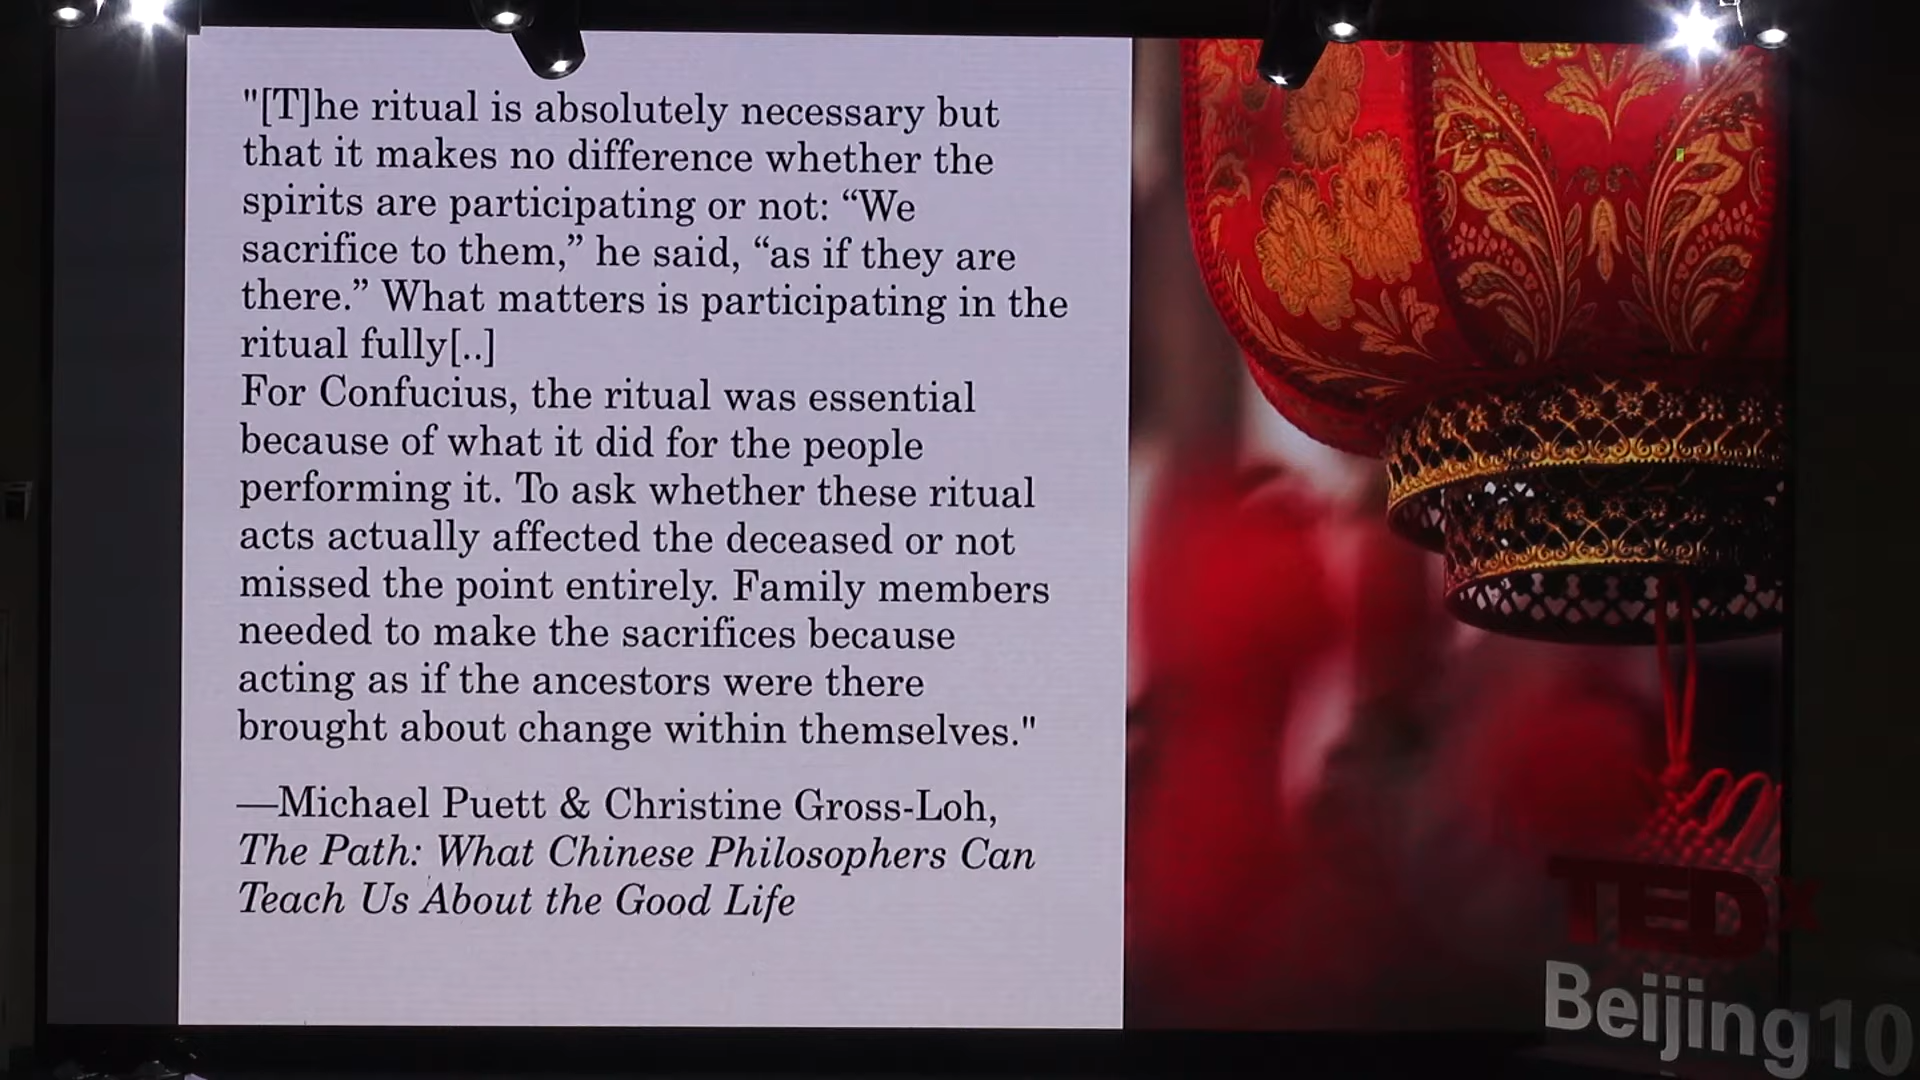 "[T]he ritual is absolutely necessary but
that it makes no difference whether the
spirits are participating or not: “We
sacrifice to them,” he said, “as if they are
there.” What matters is participating in the
ritual fully[..]
For Confucius, the ritual was essential
because of what it did for the people
performing it. To ask whether these ritual
acts actually affected the deceased or not
missed the point entirely. Family members
needed to make the sacrifices because
acting as if the ancestors were there
brought about change within themselves."
—Michael Puett & Christine Gross-Loh,
The Path: What Chinese Philosophers Can
Teach Us About the Good Life
TEDx
Beijing10